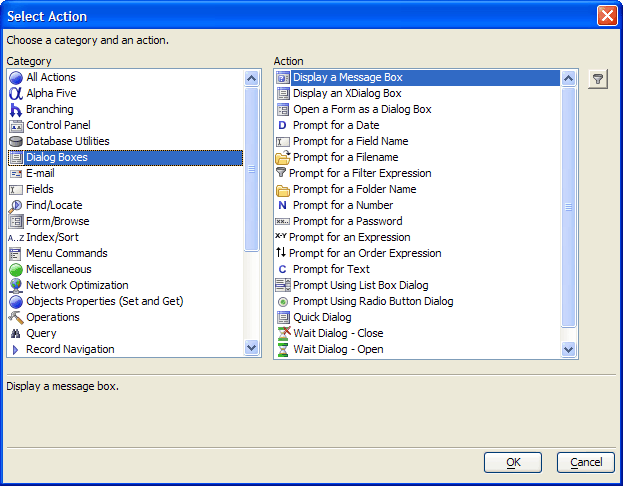 Select Action
Choose a category and an action.
Category
All Actions
Alpha Five
Branching
Control Panel
Database Utilities
Dialog Boxes
E-mail
Fields
Find/Locate
Form/Browse
A..Z Index/Sort
Menu Commands
Miscellaneous
Network Optimization
Objects Properties (Set and Get)
Operations
Query
Record Navigation
Action
Display a Message Box
Display an XDialog Box
Open a Form as a Dialog Box
D Prompt for a Date
Prompt for a Field Name
Prompt for a Filename
Prompt for a Filter Expression
Prompt for a Folder Name
N Prompt for a Number
Prompt for a Password
X-Y Prompt for an Expression
Prompt for an Order Expression
C Prompt for Text
Prompt Using List Box Dialog
Prompt Using Radio Button Dialog
Quick Dialog
Wait Dialog - Close
Wait Dialog - Open
Display a message box.
OK
Cancel